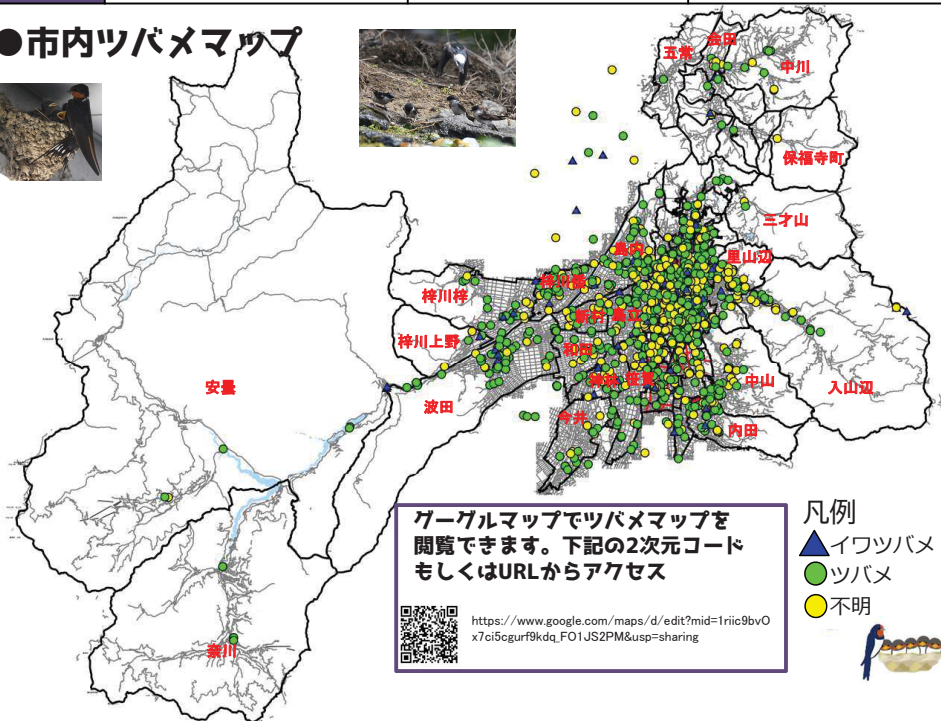 ●市内ツバメマップ
五常
会田
中川
保福寺町
三才山
里山辺
島内
梓川梓
梓川倭
新村
島立
梓川上野
和田
安曇
波田
神林
笹賀
中山
入山辺
今井
内田
奈川
グーグルマップでツバメマップを
閲覧できます。下記の2次元コード
もしくはURLからアクセス
https://www.google.com/maps/d/edit?mid=1riic9bvO
x7ci5cgurf9kdq_FO1JS2PM&usp=sharing
凡例
イワツバメ
ツバメ
不明